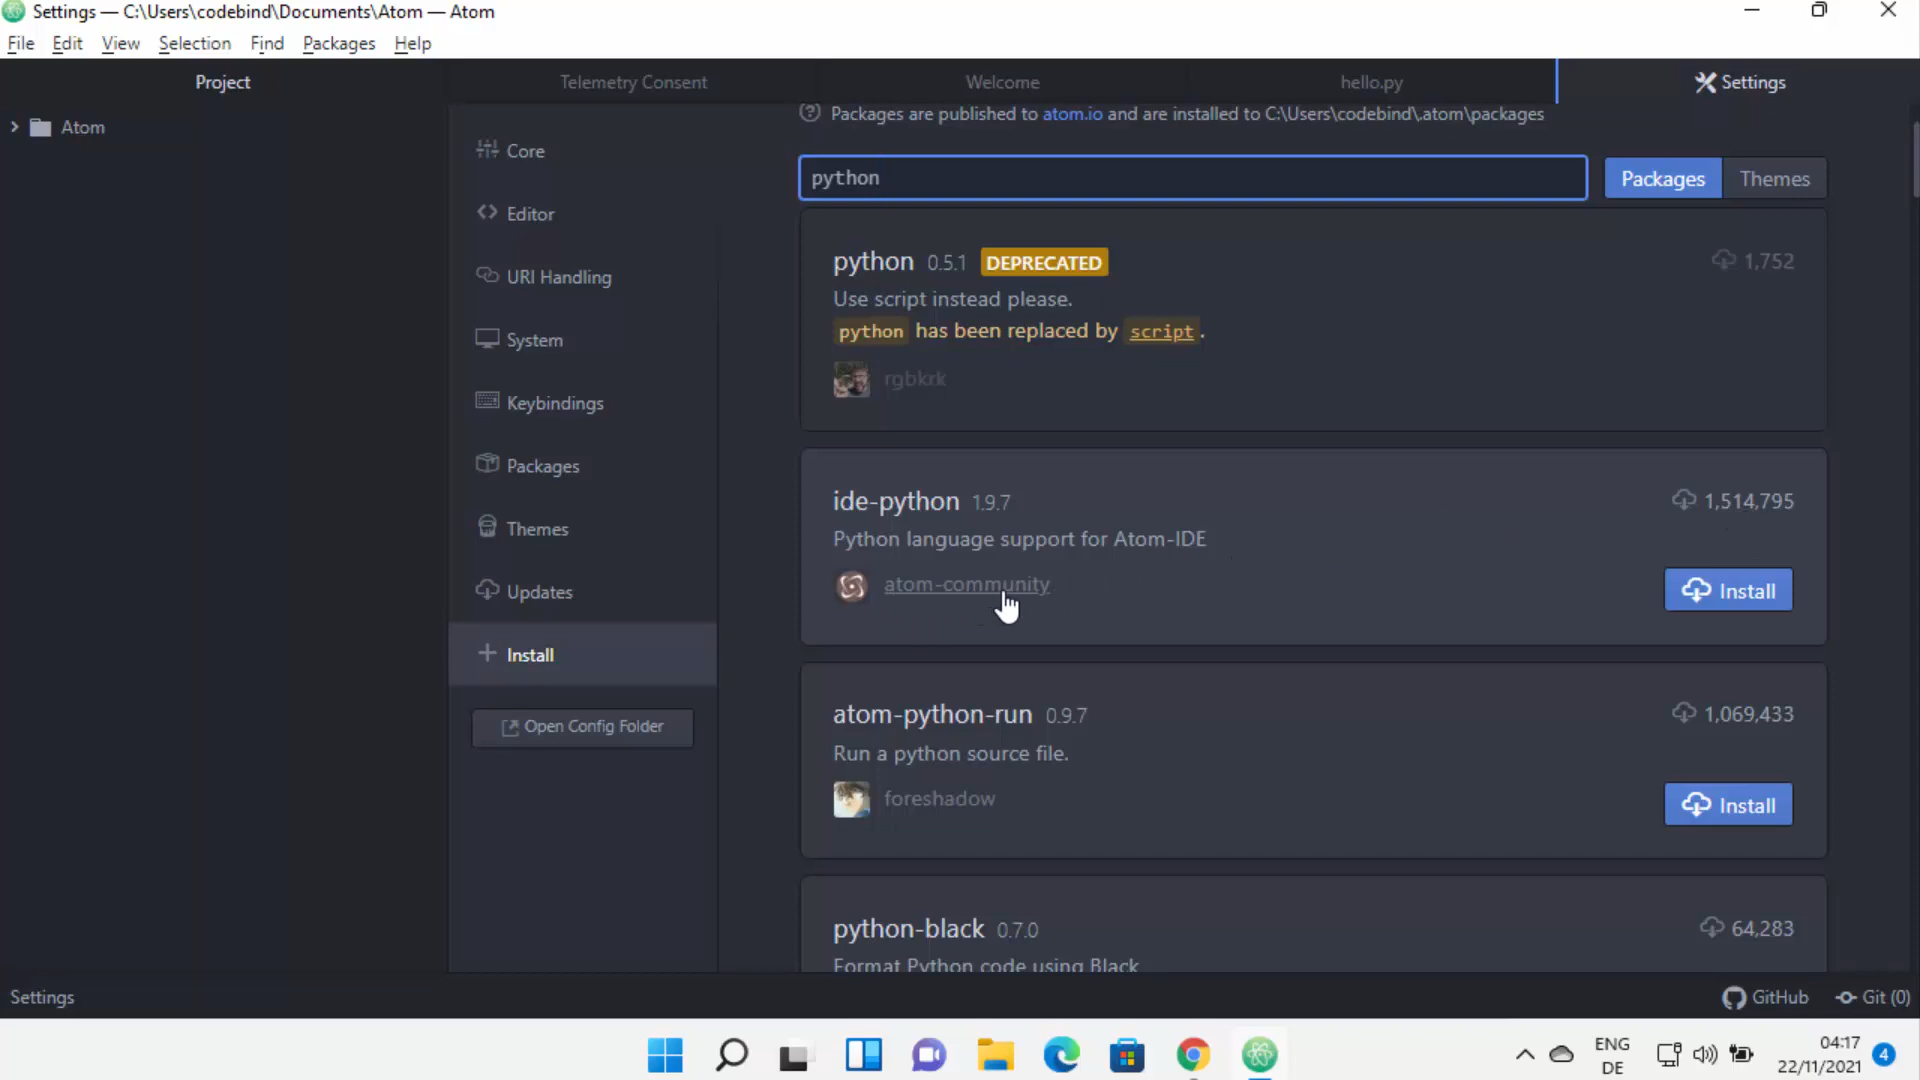 Settings — C:\Users\codebind\Documents\Atom — Atom
File Edit View Selection Find Packages Help
Project
Telemetry Consent
Welcome
hello.py
Settings
Atom
Packages are published to atom.io and are installed to C:\Users\codebind\.atom\packages
Core
Editor
URI Handling
System
Keybindings
Packages
Themes
Updates
Install
Open Config Folder
python
Packages
Themes
python 0.5.1 DEPRECATED
1,752
Use script instead please.
python has been replaced by script.
rgbkrk
ide-python 1.9.7
1,514,795
Python language support for Atom-IDE
atom-community
Install
atom-python-run 0.9.7
1,069,433
Run a python source file.
foreshadow
Install
python-black 0.7.0
64,283
Format Python code using Black
Settings
GitHub
Git (0)
ENG
DE
04:17
22/11/2021
4